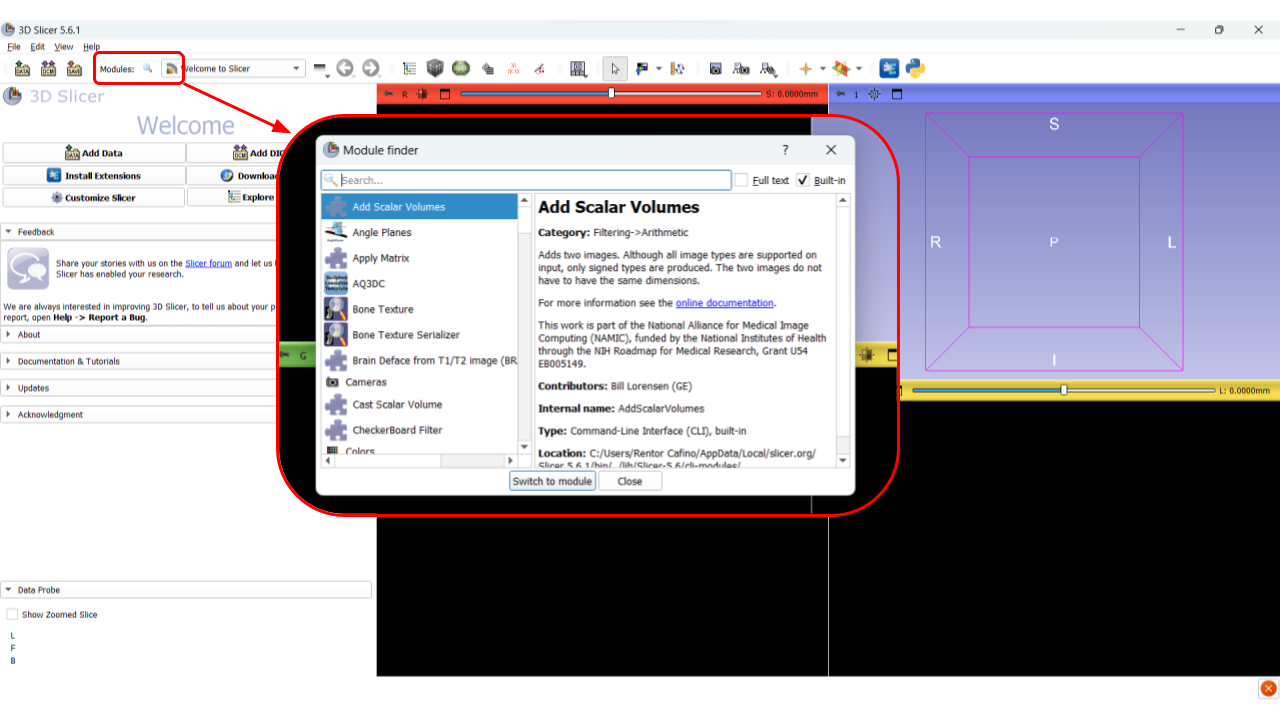 3D Slicer 5.6.1
File Edit View Help
DATA DCM SAVE Modules: Welcome to Slicer
3D Slicer
R S: 0.0000mm
1
Welcome
Add Data
Install Extensions
Customize Slicer
Explore
Feedback
Share your stories with us on the Slicer forum and let us
Slicer has enabled your research.
We are always interested in improving 3D Slicer, to tell us about your
report, open Help -> Report a Bug.
About
Documentation & Tutorials
Updates
Acknowledgment
G
Module finder
?
Search...
Full text Built-in
Add Scalar Volumes
Angle Planes
Apply Matrix
AQ3DC
Bone Texture
Bone Texture Serializer
Brain Deface from T1/T2 image (BR
Cameras
Cast Scalar Volume
CheckerBoard Filter
Colors
Add Scalar Volumes
Category: Filtering->Arithmetic
Adds two images. Although all image types are supported on
input, only signed types are produced. The two images do not
have to have the same dimensions.
For more information see the online documentation.
This work is part of the National Alliance for Medical Image
Computing (NAMIC), funded by the National Institutes of Health
through the NIH Roadmap for Medical Research, Grant U54
EB005149.
Contributors: Bill Lorensen (GE)
Internal name: AddScalarVolumes
Type: Command-Line Interface (CLI), built-in
Location: C:/Users/Rentor Cafino/AppData/Local/slicer.org/
Slicer 5.6.1/bin/../lib/Slicer-5.6/cli-modules/
Switch to module Close
S
R P L
I
L: 0.0000mm
Data Probe
Show Zoomed Slice
L
F
B